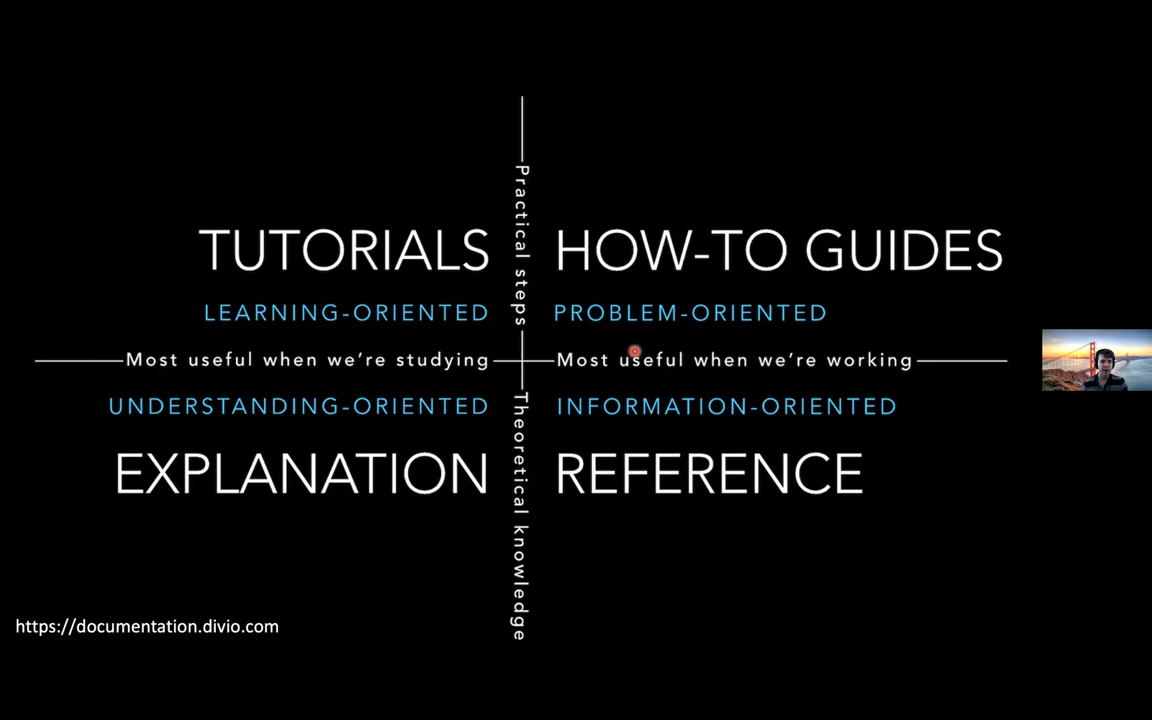 Practical steps
TUTORIALS
HOW-TO GUIDES
LEARNING-ORIENTED
PROBLEM-ORIENTED
Most useful when we're studying
Most useful when we're working
UNDERSTANDING-ORIENTED
INFORMATION-ORIENTED
EXPLANATION
REFERENCE
Theoretical knowledge
https://documentation.divio.com